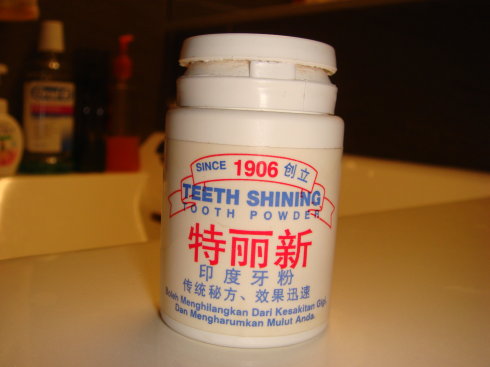 SINCE 1906 创立
TEETH SHINING
TOOTH POWDER
特丽新
印度牙粉
传统秘方、效果迅速
Boleh Menghilangkan Dari Kesakitan Gigi,
Dan Mengharumkan Mulut Anda.